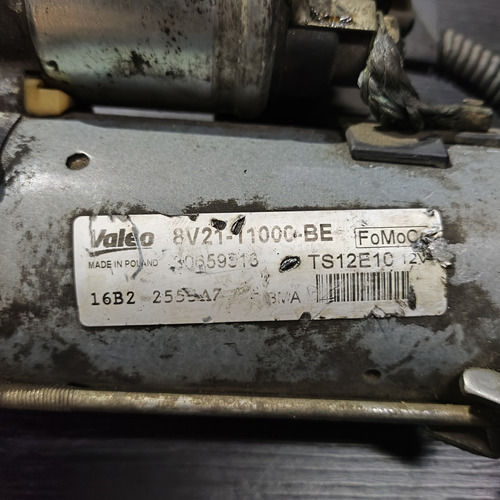 Valeo 8V21-11000-BE FoMoCo
MADE IN POLAND TS12E10 12V
16B2